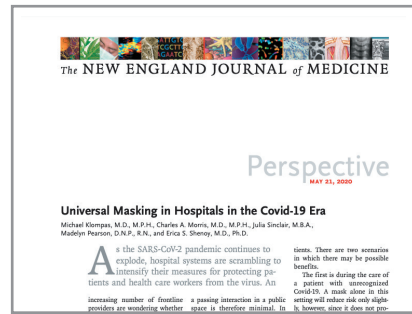 ATTGTG
CGCGTT
AGAATC
The NEW ENGLAND JOURNAL of MEDICINE
Perspective
MAY 21, 2020
Universal Masking in Hospitals in the Covid-19 Era
Michael Klompas, M.D., M.P.H., Charles A. Morris, M.D., M.P.H., Julia Sinclair, M.B.A.,
Madelyn Pearson, D.N.P., R.N., and Erica S. Shenoy, M.D., Ph.D.
As the SARS-CoV-2 pandemic continues to
explode, hospital systems are scrambling to
intensify their measures for protecting pa-
tients and health care workers from the virus. An
increasing number of frontline
providers are wondering whether
a passing interaction in a public
space is therefore minimal. In
tients. There are two scenarios
in which there may be possible
benefits.
The first is during the care of
a patient with unrecognized
Covid-19. A mask alone in this
setting will reduce risk only slight-
ly, however, since it does not pro-